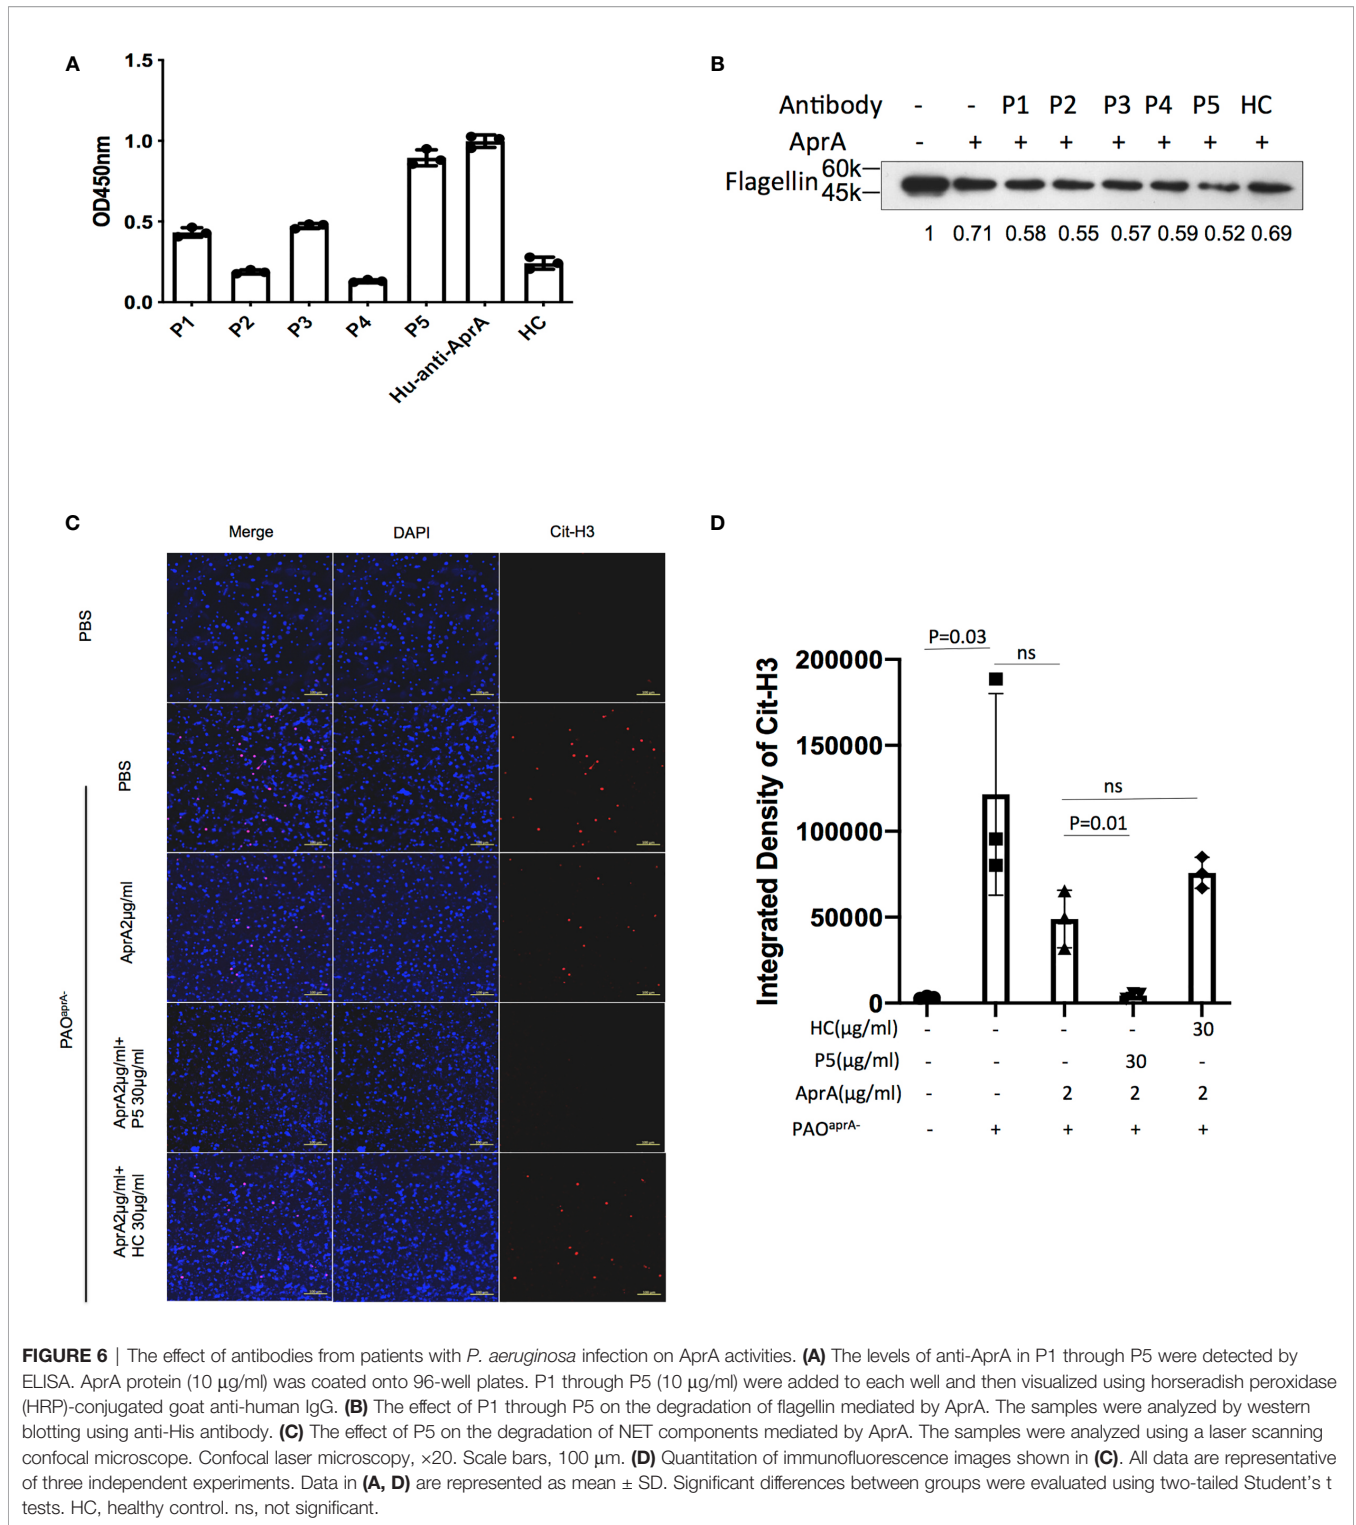 A
1.5
1.0
0.5
0.0
OD450nm
P1
P2
P3
P4
P5
Hu-anti-AprA
HC
B
Antibody - - P1 P2 P3 P4 P5 HC
AprA - + + + + + + +
Flagellin
60k
45k
1 0.71 0.58 0.55 0.57 0.59 0.52 0.69
C
Merge DAPI Cit-H3
PBS
PBS
AprA2μg/ml
AprA2μg/ml+
P5 30μg/ml
AprA2μg/ml+
HC 30μg/ml
PAOaprA-
100 μm
D
Integrated Density of Cit-H3
200000
150000
100000
50000
0
P=0.03
ns
ns
P=0.01
HC(μg/ml) - - - - 30
P5(μg/ml) - - - 30 -
AprA(μg/ml) - - 2 2 2
PAOaprA- - + + + +
FIGURE 6 | The effect of antibodies from patients with P. aeruginosa infection on AprA activities. (A) The levels of anti-AprA in P1 through P5 were detected by
ELISA. AprA protein (10 μg/ml) was coated onto 96-well plates. P1 through P5 (10 μg/ml) were added to each well and then visualized using horseradish peroxidase
(HRP)-conjugated goat anti-human IgG. (B) The effect of P1 through P5 on the degradation of flagellin mediated by AprA. The samples were analyzed by western
blotting using anti-His antibody. (C) The effect of P5 on the degradation of NET components mediated by AprA. The samples were analyzed using a laser scanning
confocal microscope. Confocal laser microscopy, ×20. Scale bars, 100 μm. (D) Quantitation of immunofluorescence images shown in (C). All data are representative
of three independent experiments. Data in (A, D) are represented as mean ± SD. Significant differences between groups were evaluated using two-tailed Student's t
tests. HC, healthy control. ns, not significant.